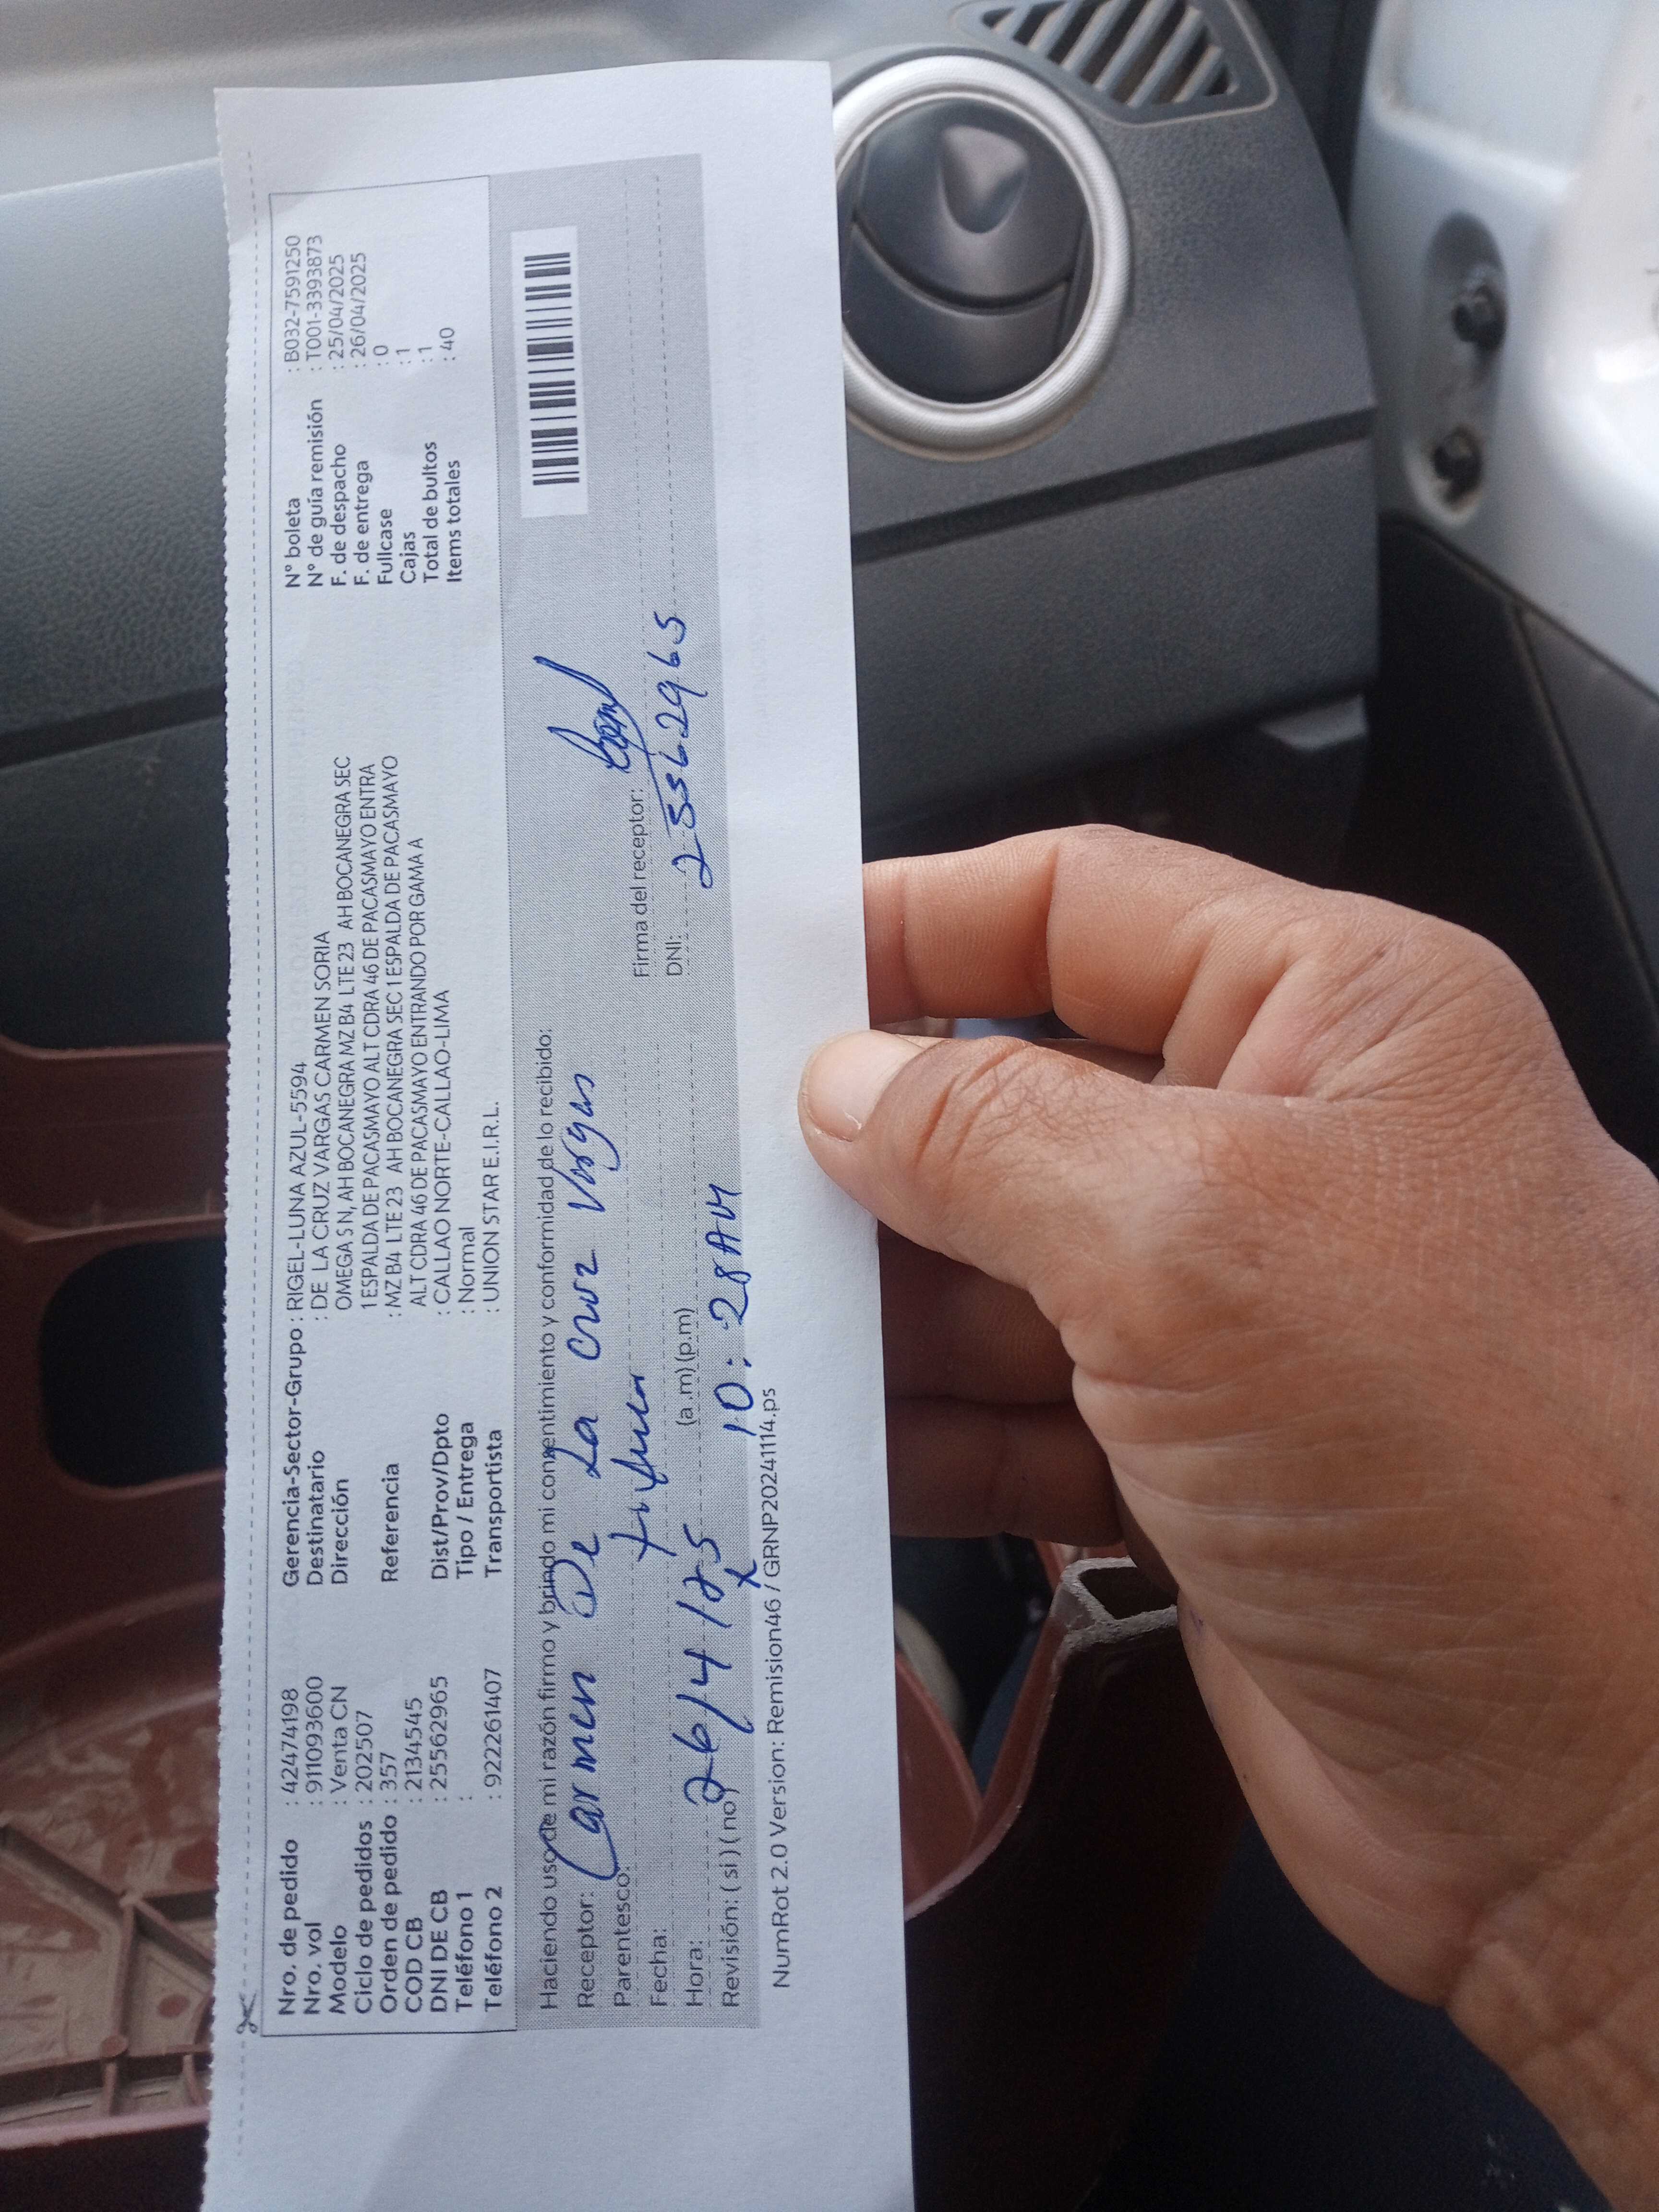 Nro. de pedido : 42474198
Nro. vol : 911093600
Modelo : Venta CN
Ciclo de pedidos : 202507
Orden de pedido : 357
COD CB : 2134545
DNI DE CB : 25562965
Teléfono 1 :
Teléfono 2 : 922261407
Gerencia-Sector-Grupo : RIGEL-LUNA AZUL-5594
Destinatario : DE LA CRUZ VARGAS CARMEN SORIA
Dirección OMEGA S N, AH BOCANEGRA MZ B4 LTE 23 AH BOCANEGRA SEC
1 ESPALDA DE PACASMAYO ALT CDRA 46 DE PACASMAYO ENTRA
Referencia : MZ B4 LTE 23 AH BOCANEGRA SEC 1 ESPALDA DE PACASMAYO
ALT CDRA 46 DE PACASMAYO ENTRANDO POR GAMA A
Dist/Prov/Dpto : CALLAO NORTE-CALLAO-LIMA
Tipo / Entrega : Normal
Transportista : UNION STAR E.I.R.L.
N° boleta : B032-7591250
N° de guía remisión : T001-3393873
F. de despacho : 25/04/2025
F. de entrega : 26/04/2025
Fullcase : 0
Cajas : 1
Total de bultos : 1
Items totales : 40
Haciendo uso de mi razón firmo y brindo mi consentimiento y conformidad de lo recibido:
Receptor: Carmen De La Cruz Vargas
Parentesco:
Fecha: 26/4/25
Hora: (a.m) (p.m) 10:28 AM
Revisión: ( si ) ( no ) x
Firma del receptor:
DNI: 25562965
NumRot 2.0 Version: Remision46 / GRNP20241114.ps